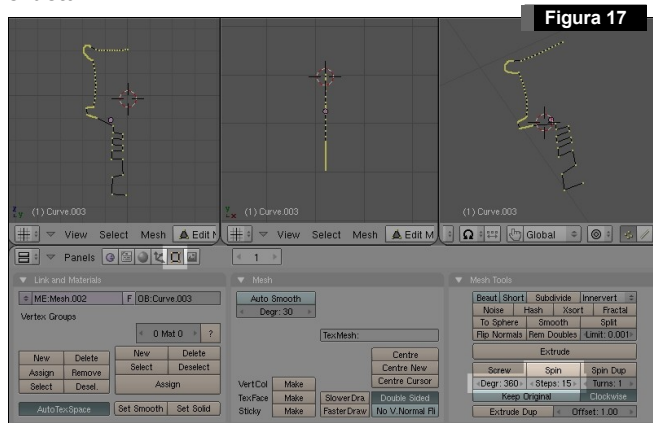 Figura 17
z
y
(1) Curve.003
y
x
(1) Curve.003
(1) Curve.003
View Select Mesh Edit M
View Select Mesh Edit M
Global
Panels
1
Link and Materials
Mesh
Mesh Tools
ME:Mesh.002 F OB:Curve.003
Vertex Groups
0 Mat 0 ?
New Delete
New Delete
Assign Remove
Select Deselect
Select Desel.
Assign
AutoTexSpace
Set Smooth Set Solid
Auto Smooth
Degr: 30
TexMesh:
Centre
Centre New
Centre Cursor
VertCol Make
TexFace Make
Sticky Make
SlowerDra
FasterDraw
Double Sided
No V.Normal Fli
Beaut Short Subdivide Innervert
Noise Hash Xsort Fractal
To Sphere Smooth Split
Flip Normals Rem Doubles Limit: 0.001
Extrude
Screw Spin Spin Dup
Degr: 360 Steps: 15 Turns: 1
Keep Original Clockwise
Extrude Dup Offset: 1.00